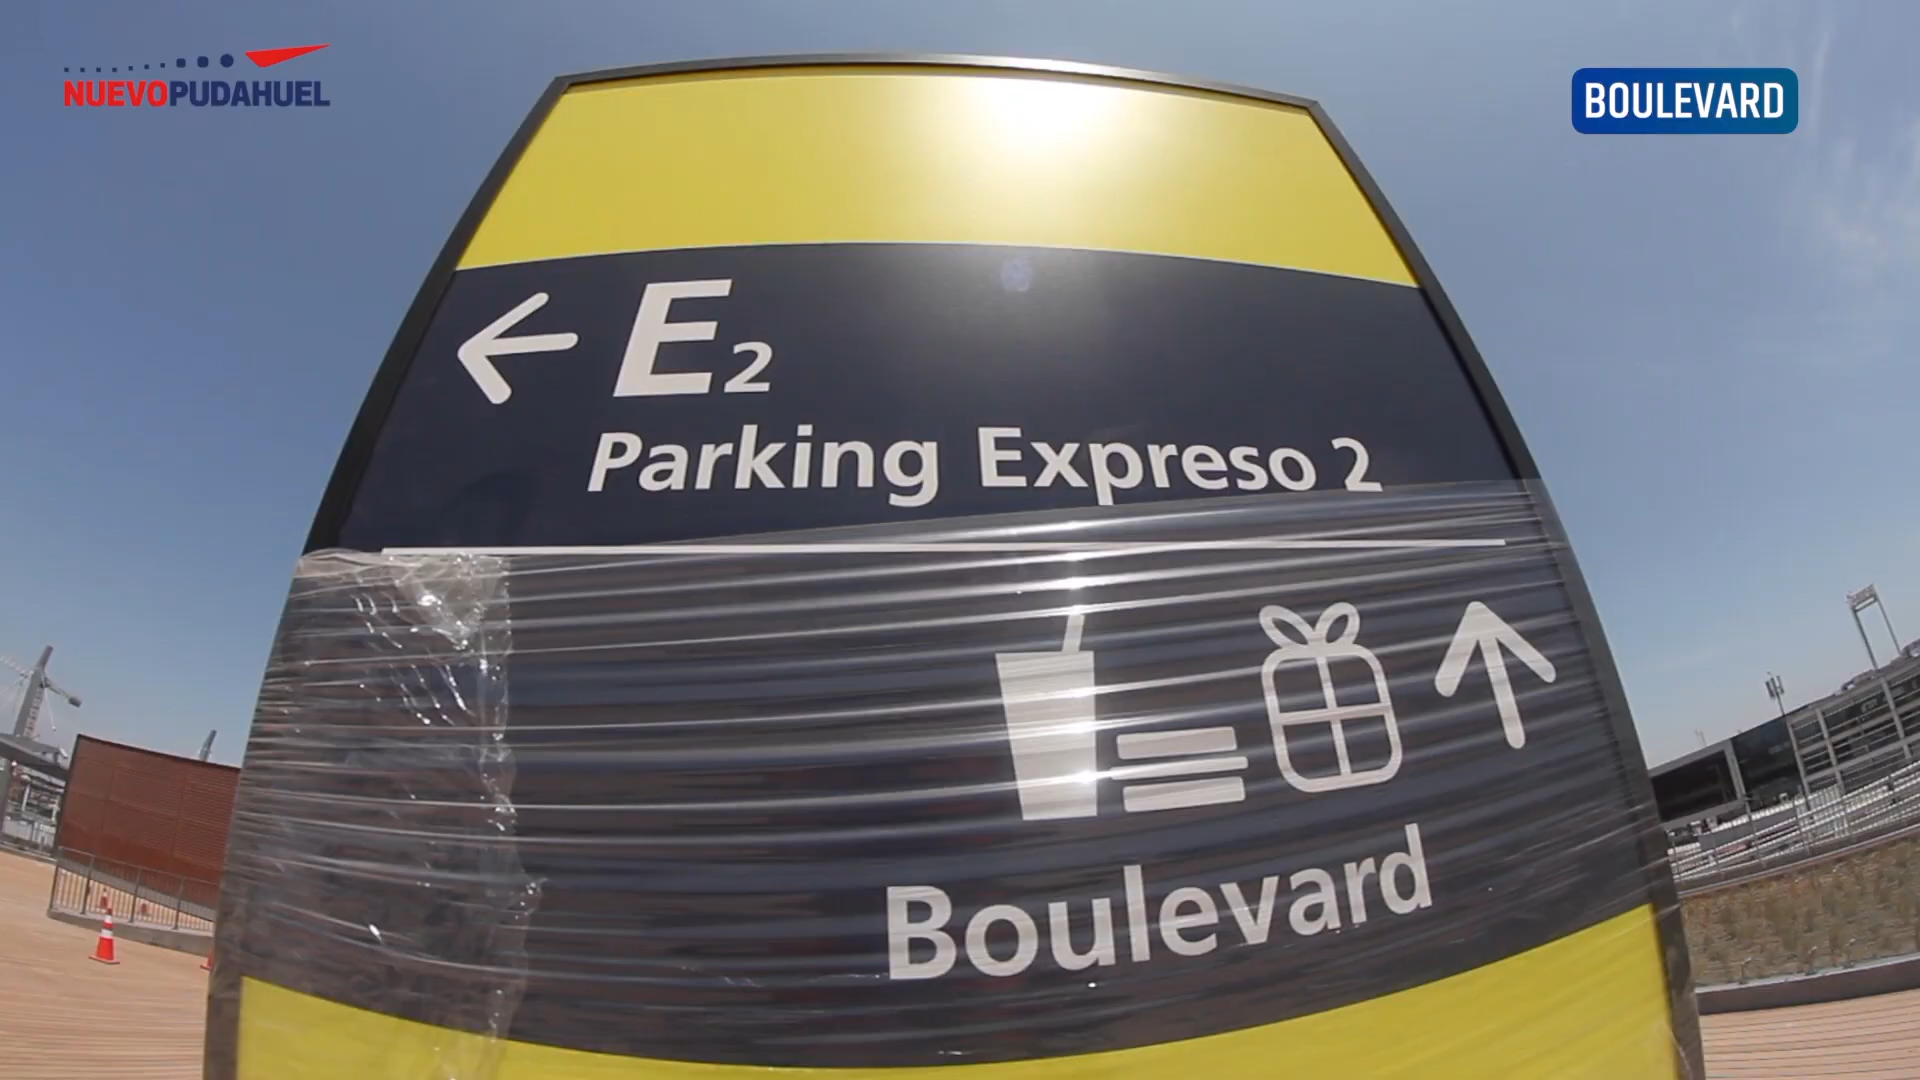 NUEVOPUDAHUEL
BOULEVARD
← E2
Parking Expreso 2
↑
Boulevard